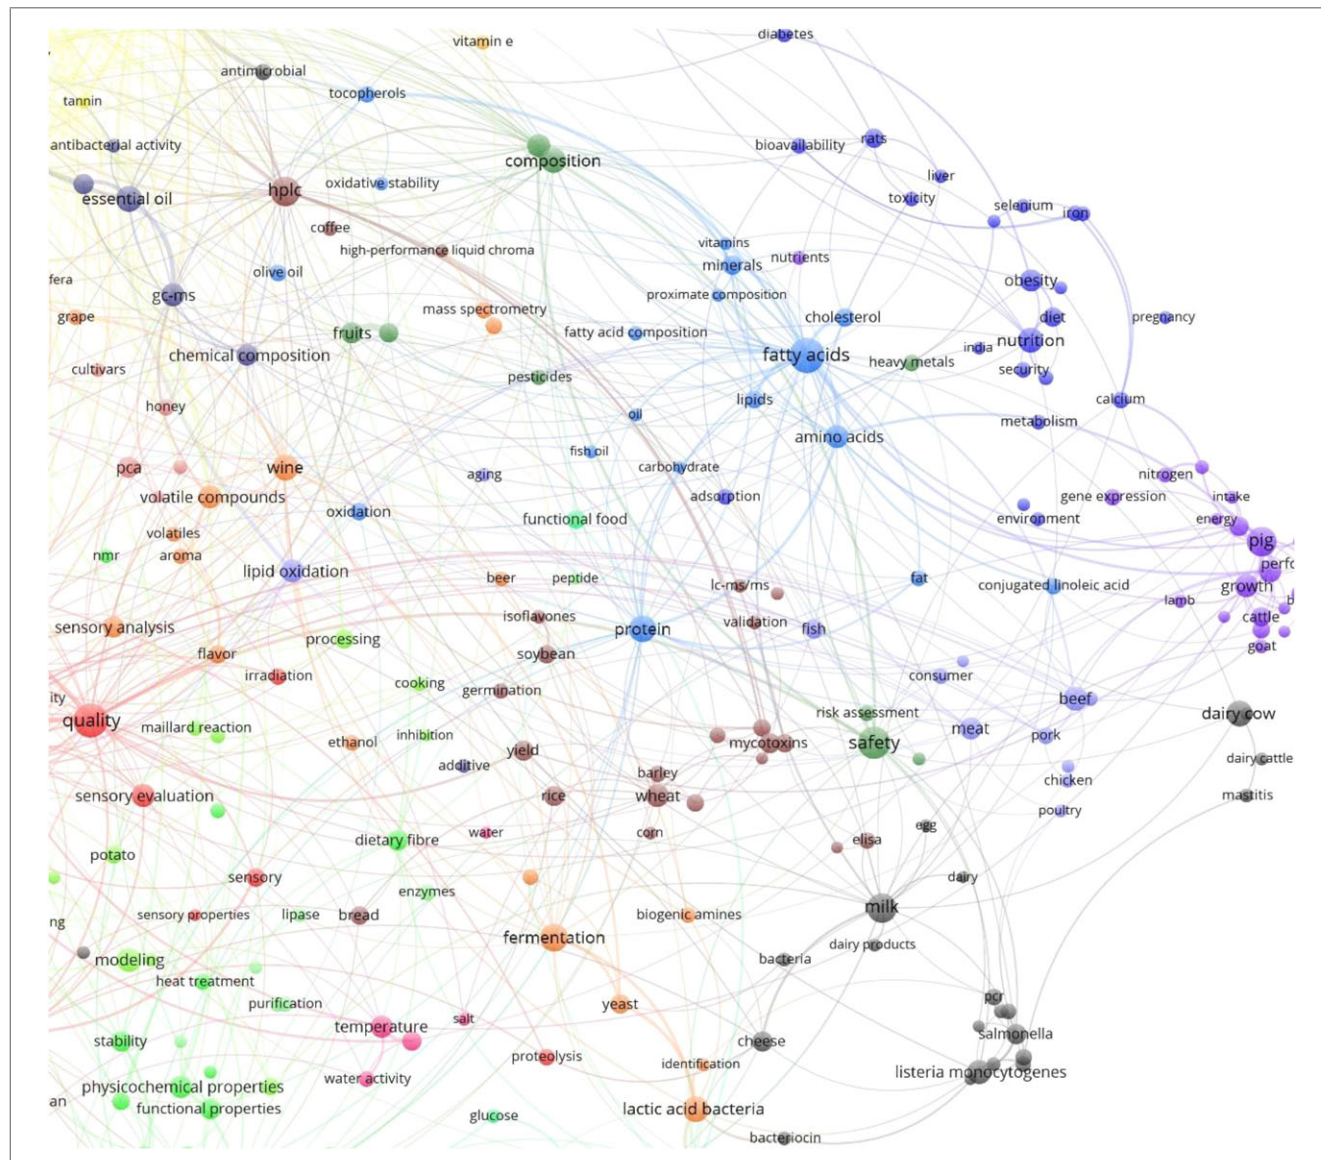 vitamin e
diabetes
antimicrobial
tocopherols
tannin
antibacterial activity
composition
bioavailability
rats
essential oil
hplc
oxidative stability
liver
toxicity
selenium
iron
coffee
high-performance liquid chroma
vitamins
minerals
nutrients
fera
olive oil
gc-ms
obesity
proximate composition
grape
mass spectrometry
cholesterol
diet
pregnancy
fruits
fatty acid composition
nutrition
india
chemical composition
fatty acids
heavy metals
cultivars
pesticides
security
honey
lipids
calcium
oil
metabolism
amino acids
fish oil
pca
wine
aging
carbohydrate
nitrogen
volatile compounds
adsorption
gene expression
intake
oxidation
functional food
environment
energy
volatiles
pig
nmr
aroma
lipid oxidation
beer
peptide
lc-ms/ms
fat
conjugated linoleic acid
perfo
growth
lamb
isoflavones
validation
cattle
sensory analysis
processing
protein
fish
goat
flavor
soybean
irradiation
cooking
germination
consumer
ity
beef
quality
maillard reaction
risk assessment
dairy cow
ethanol
inhibition
yield
mycotoxins
safety
meat
pork
additive
dairy cattle
barley
chicken
sensory evaluation
rice
wheat
mastitis
poultry
water
corn
egg
dietary fibre
elisa
potato
sensory
dairy
enzymes
sensory properties
lipase
bread
biogenic amines
milk
ng
fermentation
dairy products
modeling
bacteria
heat treatment
purification
yeast
pcr
temperature
salt
salmonella
stability
cheese
proteolysis
identification
listeria monocytogenes
water activity
physicochemical properties
an
functional properties
glucose
lactic acid bacteria
bacteriocin